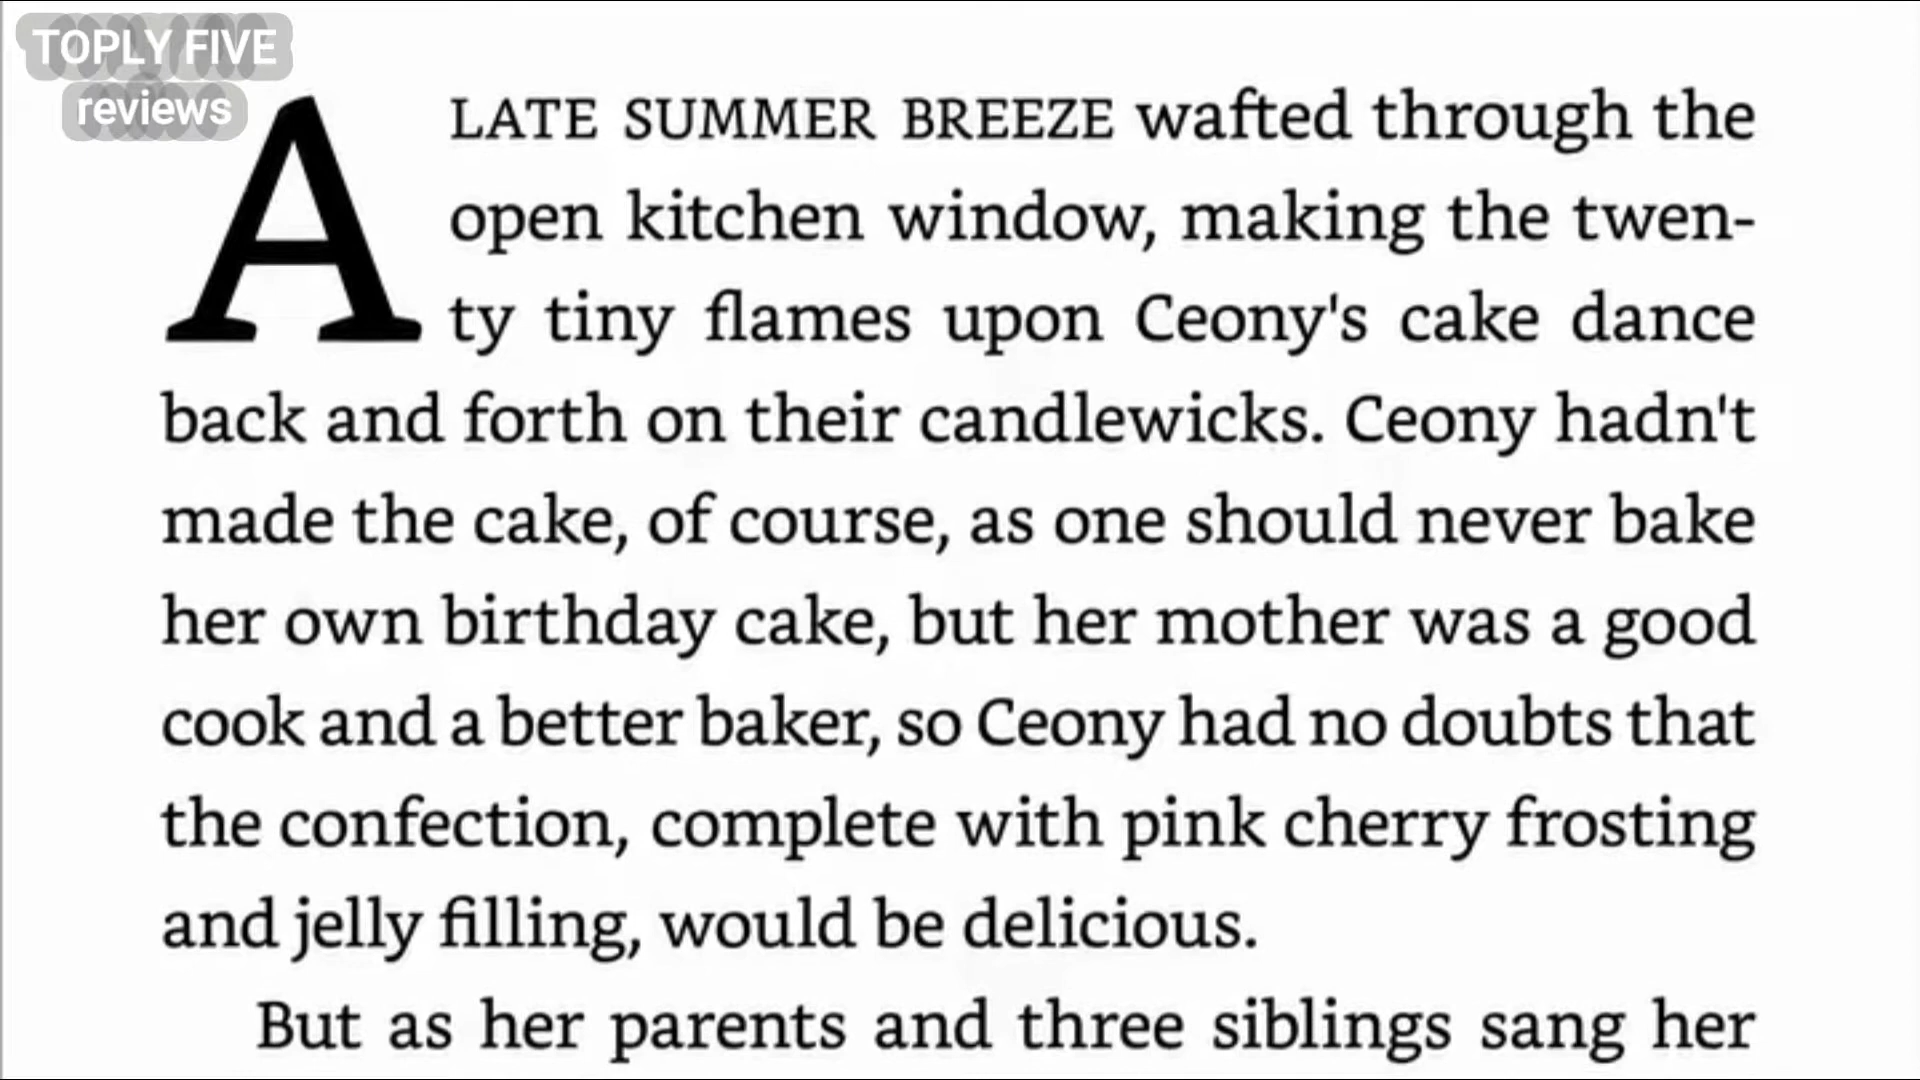 TOPLY FIVE
reviews
A LATE SUMMER BREEZE wafted through the
open kitchen window, making the twen-
ty tiny flames upon Ceony's cake dance
back and forth on their candlewicks. Ceony hadn't
made the cake, of course, as one should never bake
her own birthday cake, but her mother was a good
cook and a better baker, so Ceony had no doubts that
the confection, complete with pink cherry frosting
and jelly filling, would be delicious.
But as her parents and three siblings sang her